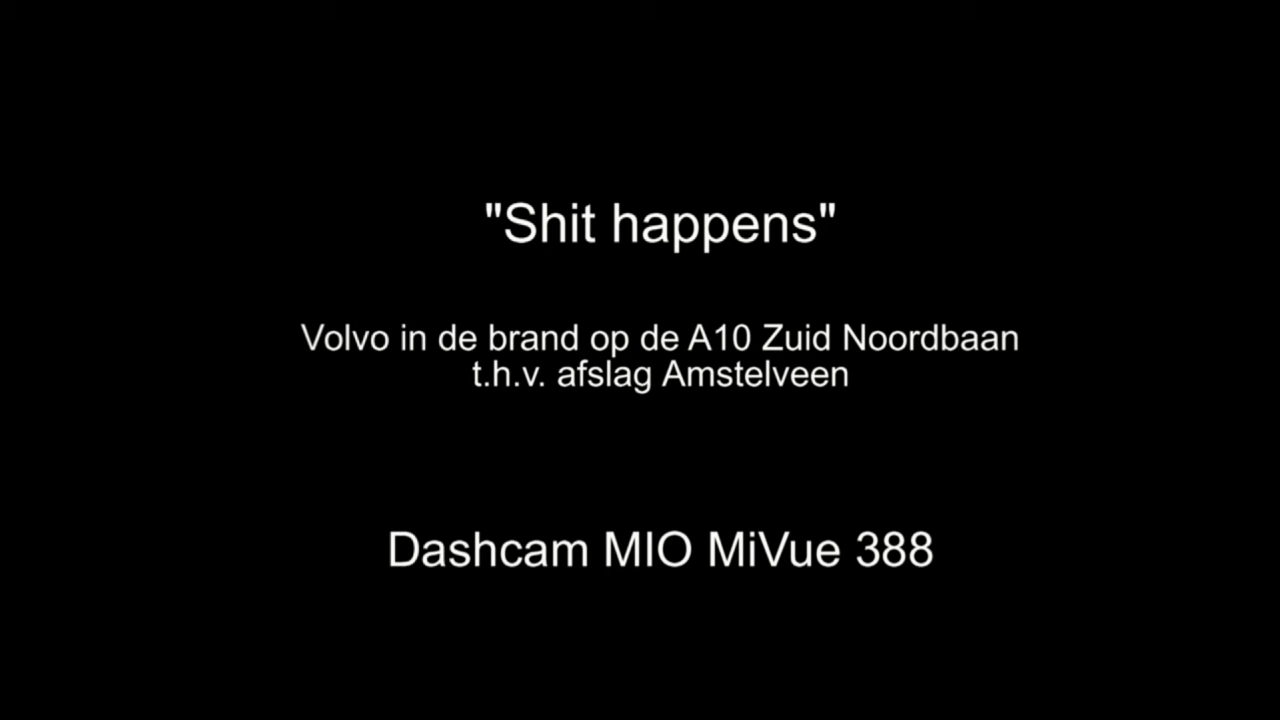 "Shit happens"
Volvo in de brand op de A10 Zuid Noordbaan
t.h.v. afslag Amstelveen
Dashcam MIO MiVue 388